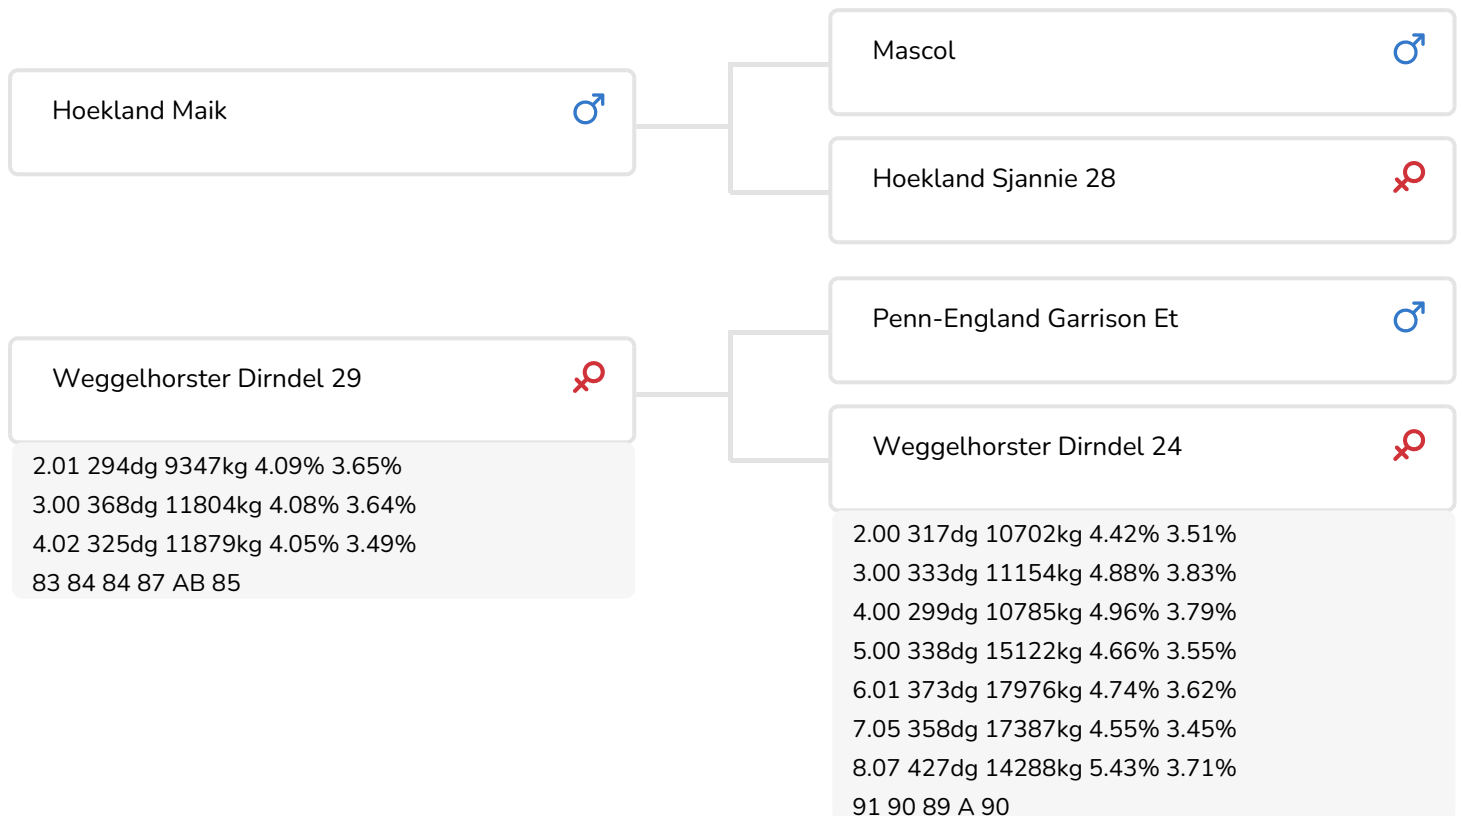 Hoekland Maik
Mascol
Hoekland Sjannie 28
Weggelhorster Dirndel 29
2.01 294dg 9347kg 4.09% 3.65%
3.00 368dg 11804kg 4.08% 3.64%
4.02 325dg 11879kg 4.05% 3.49%
83 84 84 87 AB 85
Penn-England Garrison Et
Weggelhorster Dirndel 24
2.00 317dg 10702kg 4.42% 3.51%
3.00 333dg 11154kg 4.88% 3.83%
4.00 299dg 10785kg 4.96% 3.79%
5.00 338dg 15122kg 4.66% 3.55%
6.01 373dg 17976kg 4.74% 3.62%
7.05 358dg 17387kg 4.55% 3.45%
8.07 427dg 14288kg 5.43% 3.71%
91 90 89 A 90